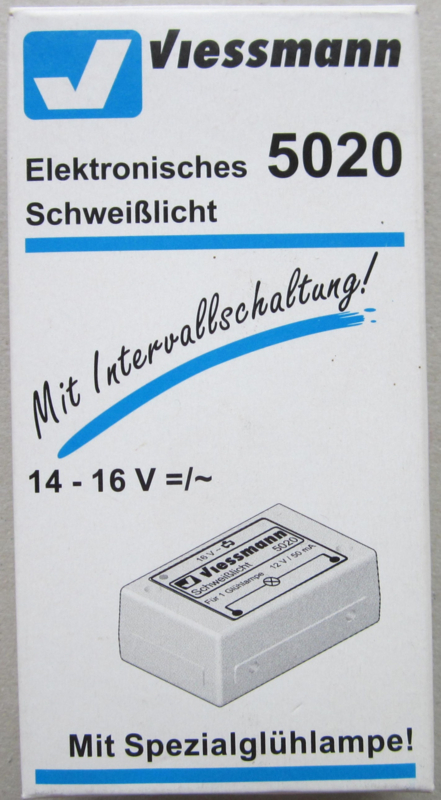 Viessmann
Elektronisches 5020
Schweißlicht
Mit Intervallschaltung!
14 - 16 V =/~
16 V ~
Viessmann
Schweißlicht 5020
Für 1 Glühlampe 12 V / 50 mA
Mit Spezialglühlampe!